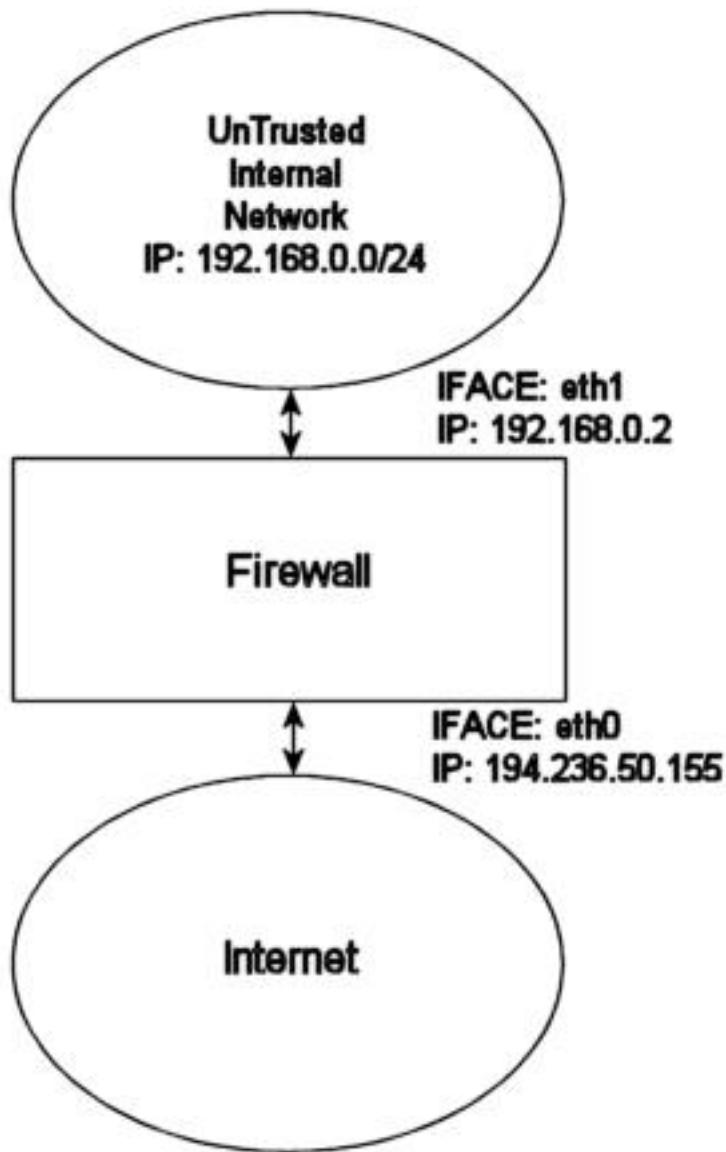 UnTrusted
Internal
Network
IP: 192.168.0.0/24
IFACE: eth1
IP: 192.168.0.2
Firewall
IFACE: eth0
IP: 194.236.50.155
Internet